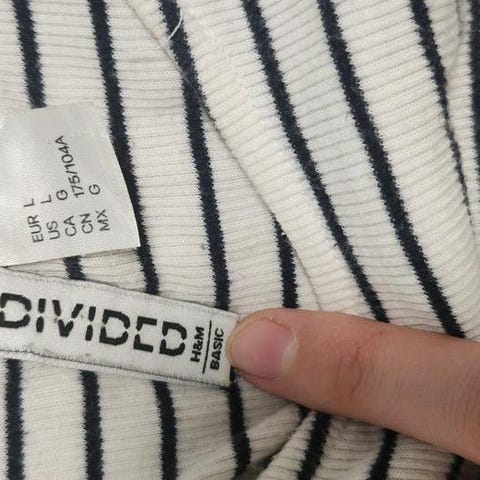 EUR L
US L
CA G
CN 175/104A
MX G
DIVIDED
H&M
BASIC